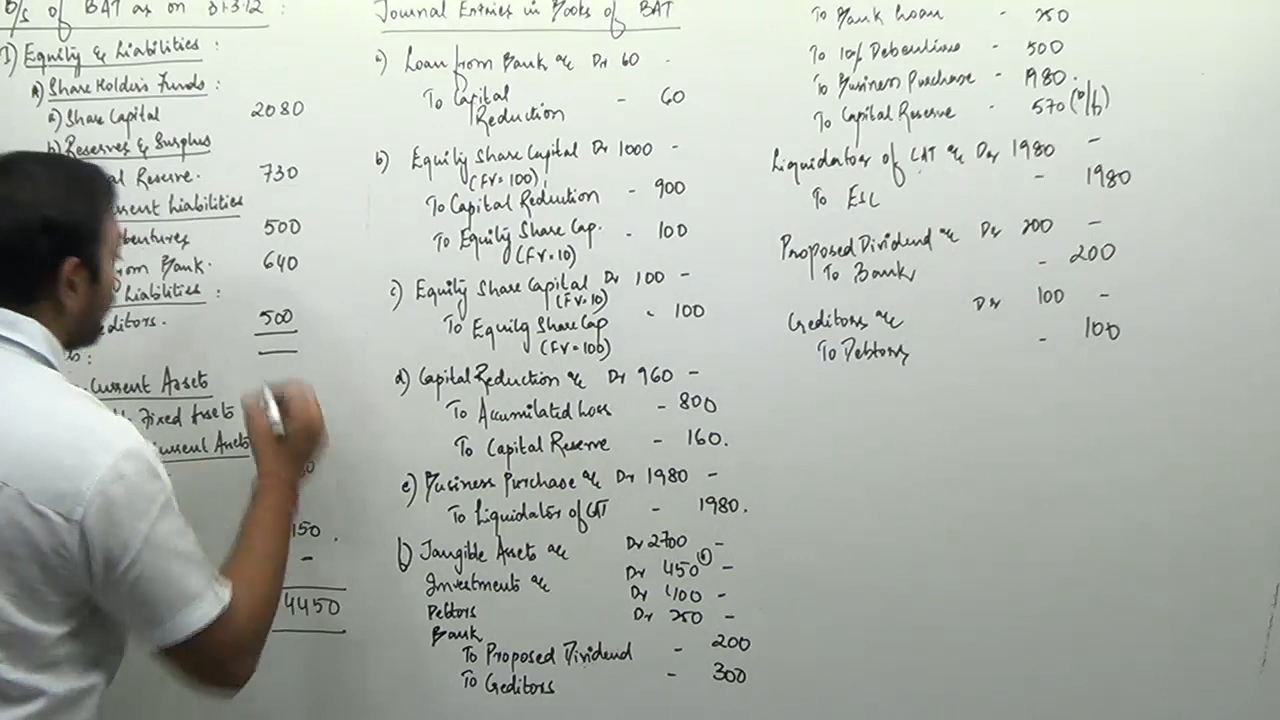 B/s of BAT as on 31.3.12 :
I) Equity & Liabilities :
A) Share Holder's Funds :
a) Share Capital 2080
b) Reserves & Surplus
al Reserve. 730
urrent Liabilities
bentures 500
rom Bank. 640
Liabilities :
editors. 500
ts :
Current Assets
Fixed Assets
urrent Assets
150 .
-
4450
Journal Entries in Books of BAT
a) Loan from Bank a/c Dr 60 -
To Capital Reduction - 60
b) Equity Share Capital Dr 1000 -
(FV=100)
To Capital Reduction - 900
To Equity Share Cap. - 100
(FV=10)
c) Equity Share Capital Dr 100 -
(FV=10)
To Equity Share Cap - 100
(FV=100)
d) Capital Reduction a/c Dr 960 -
To Accumilated Loss - 800
To Capital Reserve - 160.
e) Business Purchase a/c Dr 1980 -
To Liquidator of CAT - 1980.
f) Tangible Assets a/c Dr 2700 -
Investments a/c Dr 450 -
Debtors Dr 400 -
Bank Dr 250 -
To Proposed Dividend - 200
To Creditors - 300
To Bank Loan - 250
To 10% Debentures - 500
To Business Purchase - 1980.
To Capital Reserve - 570 (b/f)
Liquidator of CAT a/c Dr 1980 -
To ESC - 1980
Proposed Dividend a/c Dr 200 -
To Bank - 200
Creditors a/c Dr 100 -
To Debtors - 100